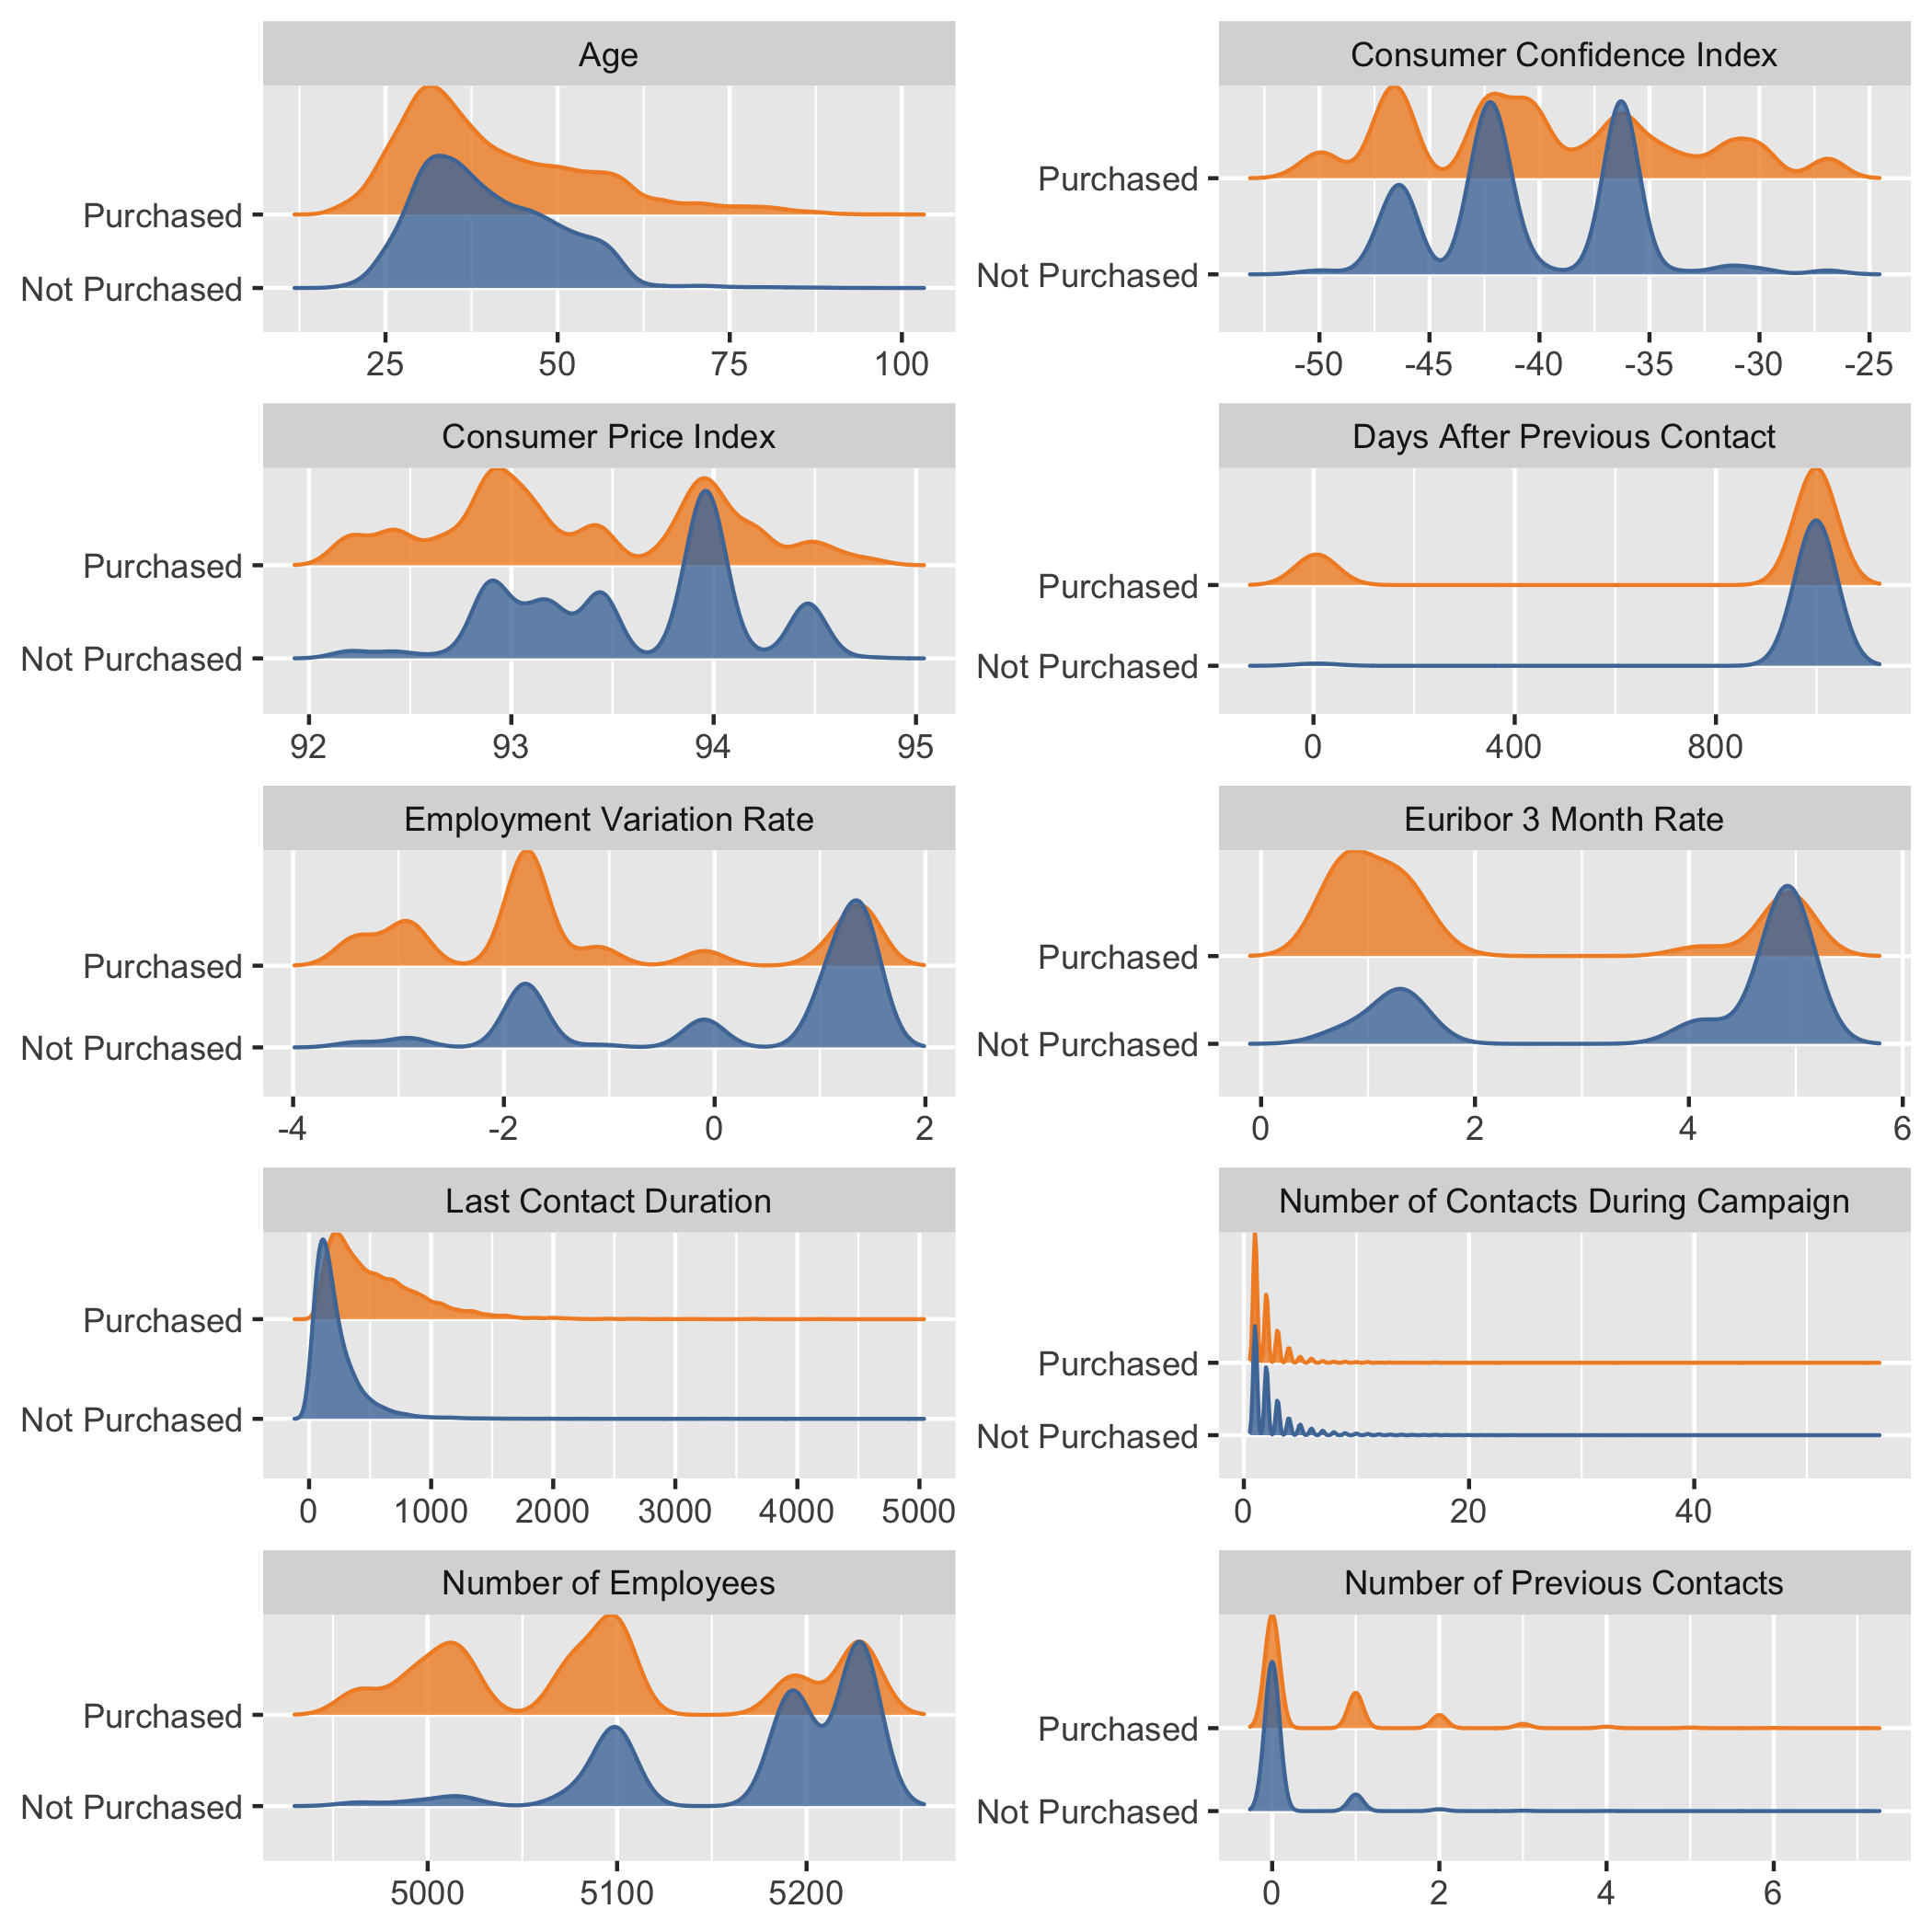 Age
Purchased
Not Purchased
25 50 75 100
Consumer Confidence Index
Purchased
Not Purchased
-50 -45 -40 -35 -30 -25
Consumer Price Index
Purchased
Not Purchased
92 93 94 95
Days After Previous Contact
Purchased
Not Purchased
0 400 800
Employment Variation Rate
Purchased
Not Purchased
-4 -2 0 2
Euribor 3 Month Rate
Purchased
Not Purchased
0 2 4 6
Last Contact Duration
Purchased
Not Purchased
0 1000 2000 3000 4000 5000
Number of Contacts During Campaign
Purchased
Not Purchased
0 20 40
Number of Employees
Purchased
Not Purchased
5000 5100 5200
Number of Previous Contacts
Purchased
Not Purchased
0 2 4 6